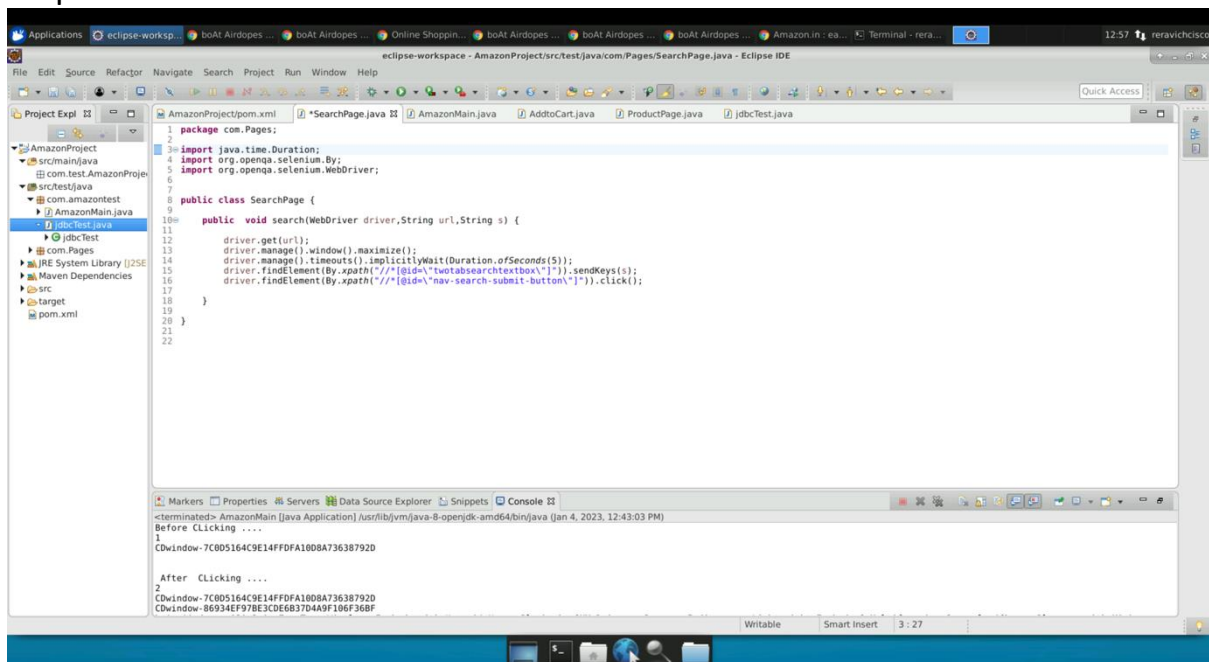 Applications eclipse-worksp... boAt Airdopes ... boAt Airdopes ... Online Shoppin... boAt Airdopes ... boAt Airdopes ... boAt Airdopes ... Amazon.in : ea... Terminal - rera... 12:57 reravichcisco
eclipse-workspace - AmazonProject/src/test/java/com/Pages/SearchPage.java - Eclipse IDE
File Edit Source Refactor Navigate Search Project Run Window Help
Quick Access
Project Expl
AmazonProject/pom.xml *SearchPage.java AmazonMain.java AddtoCart.java ProductPage.java jdbcTest.java
AmazonProject
src/main/java
com.test.AmazonProje
src/test/java
com.amazontest
AmazonMain.java
jdbcTest.java
jdbcTest
com.Pages
JRE System Library [J2SE
Maven Dependencies
src
target
pom.xml
1 package com.Pages;
2
3 import java.time.Duration;
4 import org.openqa.selenium.By;
5 import org.openqa.selenium.WebDriver;
6
7
8 public class SearchPage {
9
10 public void search(WebDriver driver,String url,String s) {
11
12 driver.get(url);
13 driver.manage().window().maximize();
14 driver.manage().timeouts().implicitlyWait(Duration.ofSeconds(5));
15 driver.findElement(By.xpath("//*[@id=\"twotabsearchtextbox\"]")).sendKeys(s);
16 driver.findElement(By.xpath("//*[@id=\"nav-search-submit-button\"]")).click();
17
18 }
19
20 }
21
22
Markers Properties Servers Data Source Explorer Snippets Console
<terminated> AmazonMain [Java Application] /usr/lib/jvm/java-8-openjdk-amd64/bin/java (Jan 4, 2023, 12:43:03 PM)
Before CLicking ....
1
CDwindow-7C0D5164C9E14FFDFA10D8A73638792D
After CLicking ....
2
CDwindow-7C0D5164C9E14FFDFA10D8A73638792D
CDwindow-86934EF97BE3CDE6B37D4A9F106F36BF
Writable Smart Insert 3 : 27